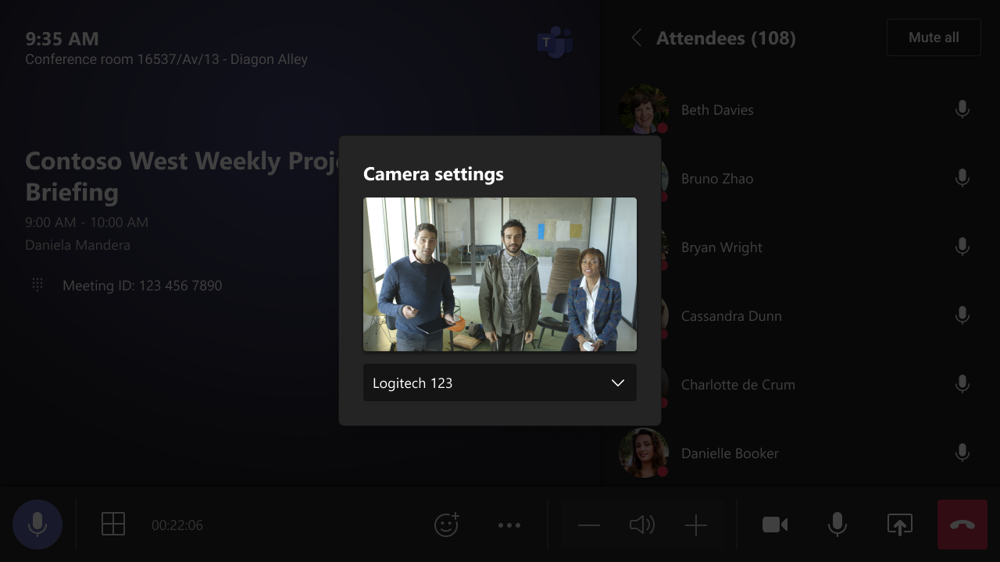 9:35 AM
Conference room 16537/Av/13 - Diagon Alley
T
Attendees (108)
Mute all
Beth Davies
Contoso West Weekly Proj
Briefing
9:00 AM - 10:00 AM
Daniela Mandera
Meeting ID: 123 456 7890
Camera settings
Logitech 123
Bruno Zhao
Bryan Wright
Cassandra Dunn
Charlotte de Crum
Danielle Booker
00:22:06